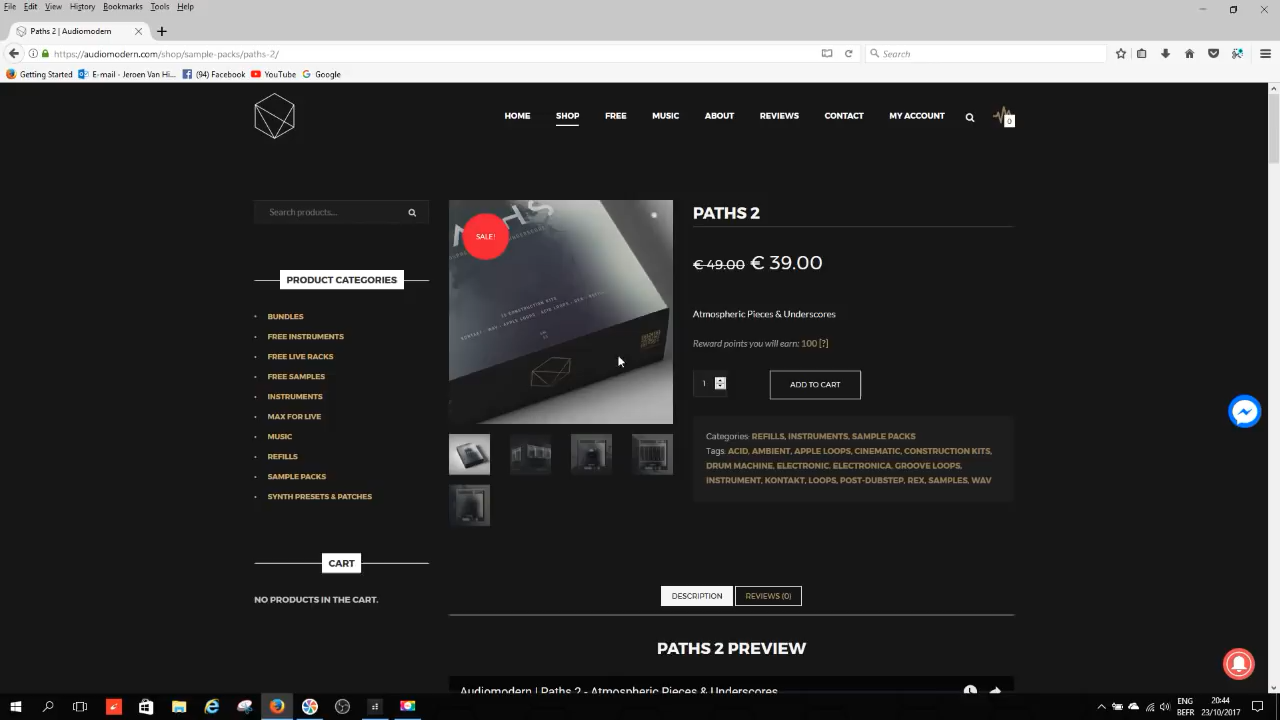 File Edit View History Bookmarks Tools Help
Paths 2 | Audiomodern
https://audiomodern.com/shop/sample-packs/paths-2/
Search
Getting Started
E-mail - Jeroen Van Hi...
(94) Facebook
YouTube
Google
HOME
SHOP
FREE
MUSIC
ABOUT
REVIEWS
CONTACT
MY ACCOUNT
0
Search products...
PRODUCT CATEGORIES
BUNDLES
FREE INSTRUMENTS
FREE LIVE RACKS
FREE SAMPLES
INSTRUMENTS
MAX FOR LIVE
MUSIC
REFILLS
SAMPLE PACKS
SYNTH PRESETS & PATCHES
CART
NO PRODUCTS IN THE CART.
SALE!
PATHS 2
€ 49.00 € 39.00
Atmospheric Pieces & Underscores
Reward points you will earn: 100 [?]
1
ADD TO CART
Categories: REFILLS, INSTRUMENTS, SAMPLE PACKS
Tags: ACID, AMBIENT, APPLE LOOPS, CINEMATIC, CONSTRUCTION KITS,
DRUM MACHINE, ELECTRONIC, ELECTRONICA, GROOVE LOOPS,
INSTRUMENT, KONTAKT, LOOPS, POST-DUBSTEP, REX, SAMPLES, WAV
DESCRIPTION
REVIEWS (0)
PATHS 2 PREVIEW
Audiomodern | Paths 2 - Atmospheric Pieces & Underscores
ENG
BEFR
20:44
23/10/2017